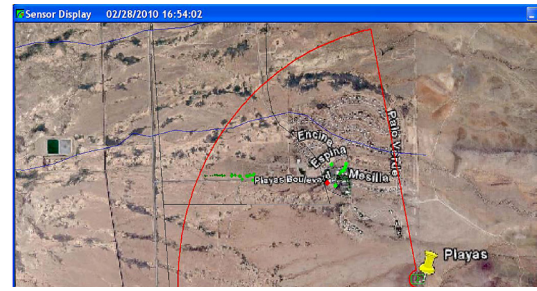 Sensor Display 02/28/2010 16:54:02
Encina
Espina
Palo Verde
Playas Boulevard
Mesilla
Playas